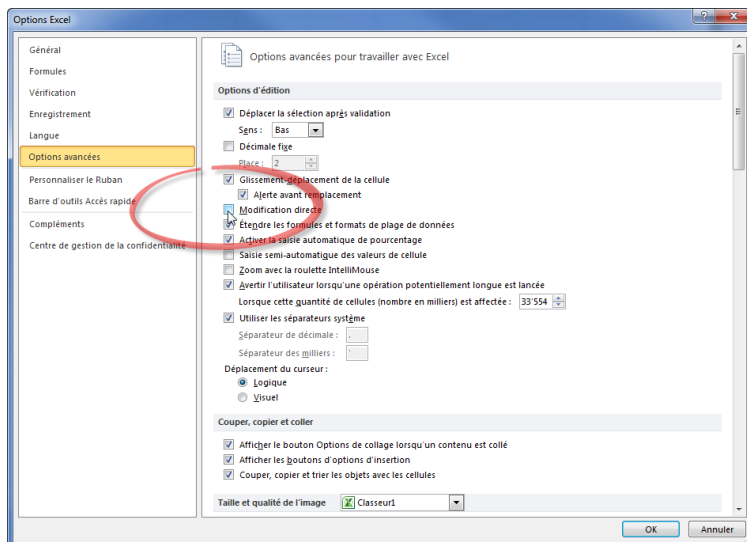 Options Excel
Général
Formules
Vérification
Enregistrement
Langue
Options avancées
Personnaliser le Ruban
Barre d'outils Accès rapide
Compléments
Centre de gestion de la confidentialité
Options avancées pour travailler avec Excel
Options d'édition
Déplacer la sélection après validation
Sens : Bas
Décimale fixe
Place : 2
Glissement-déplacement de la cellule
Alerte avant remplacement
Modification directe
Étendre les formules et formats de plage de données
Activer la saisie automatique de pourcentage
Saisie semi-automatique des valeurs de cellule
Zoom avec la roulette IntelliMouse
Avertir l'utilisateur lorsqu'une opération potentiellement longue est lancée
Lorsque cette quantité de cellules (nombre en milliers) est affectée : 33'554
Utiliser les séparateurs système
Séparateur de décimale : .
Séparateur des milliers : '
Déplacement du curseur :
Logique
Visuel
Couper, copier et coller
Afficher le bouton Options de collage lorsqu'un contenu est collé
Afficher les boutons d'options d'insertion
Couper, copier et trier les objets avec les cellules
Taille et qualité de l'image Classeur1
OK Annuler